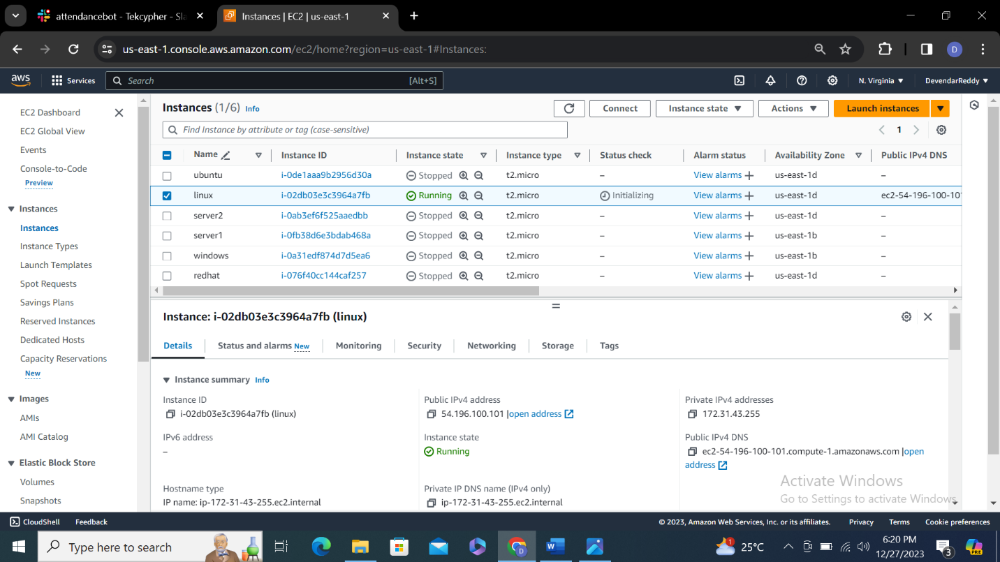 attendancebot - Tekcypher - Sla
Instances | EC2 | us-east-1
us-east-1.console.aws.amazon.com/ec2/home?region=us-east-1#Instances:
D
aws
Services
Search
[Alt+S]
N. Virginia
DevendarReddy
EC2 Dashboard
EC2 Global View
Events
Console-to-Code
Preview
Instances
Instances
Instance Types
Launch Templates
Spot Requests
Savings Plans
Reserved Instances
Dedicated Hosts
Capacity Reservations
New
Images
AMIs
AMI Catalog
Elastic Block Store
Volumes
Snapshots
Instances (1/6) Info
Connect
Instance state
Actions
Launch instances
Find Instance by attribute or tag (case-sensitive)
1
Name Instance ID Instance state Instance type Status check Alarm status Availability Zone Public IPv4 DNS
ubuntu i-0de1aaa9b2956d30a Stopped t2.micro – View alarms + us-east-1d –
linux i-02db03e3c3964a7fb Running t2.micro Initializing View alarms + us-east-1d ec2-54-196-100-101
server2 i-0ab3ef6f525aaedbb Stopped t2.micro – View alarms + us-east-1d –
server1 i-0fb38d6e3bdab468a Stopped t2.micro – View alarms + us-east-1b –
windows i-0a31edf874d7d5ea6 Stopped t2.micro – View alarms + us-east-1b –
redhat i-076f40cc144caf257 Stopped t2.micro – View alarms + us-east-1d –
Instance: i-02db03e3c3964a7fb (linux)
Details Status and alarms New Monitoring Security Networking Storage Tags
Instance summary Info
Instance ID
i-02db03e3c3964a7fb (linux)
Public IPv4 address
54.196.100.101 |open address
Private IPv4 addresses
172.31.43.255
IPv6 address
–
Instance state
Running
Public IPv4 DNS
ec2-54-196-100-101.compute-1.amazonaws.com |open
address
Hostname type
IP name: ip-172-31-43-255.ec2.internal
Private IP DNS name (IPv4 only)
ip-172-31-43-255.ec2.internal
Activate Windows
Go to Settings to activate Windows.
CloudShell
Feedback
© 2023, Amazon Web Services, Inc. or its affiliates.
Privacy
Terms
Cookie preferences
Type here to search
D
W
1
25°C
6:20 PM
12/27/2023
3
PRE